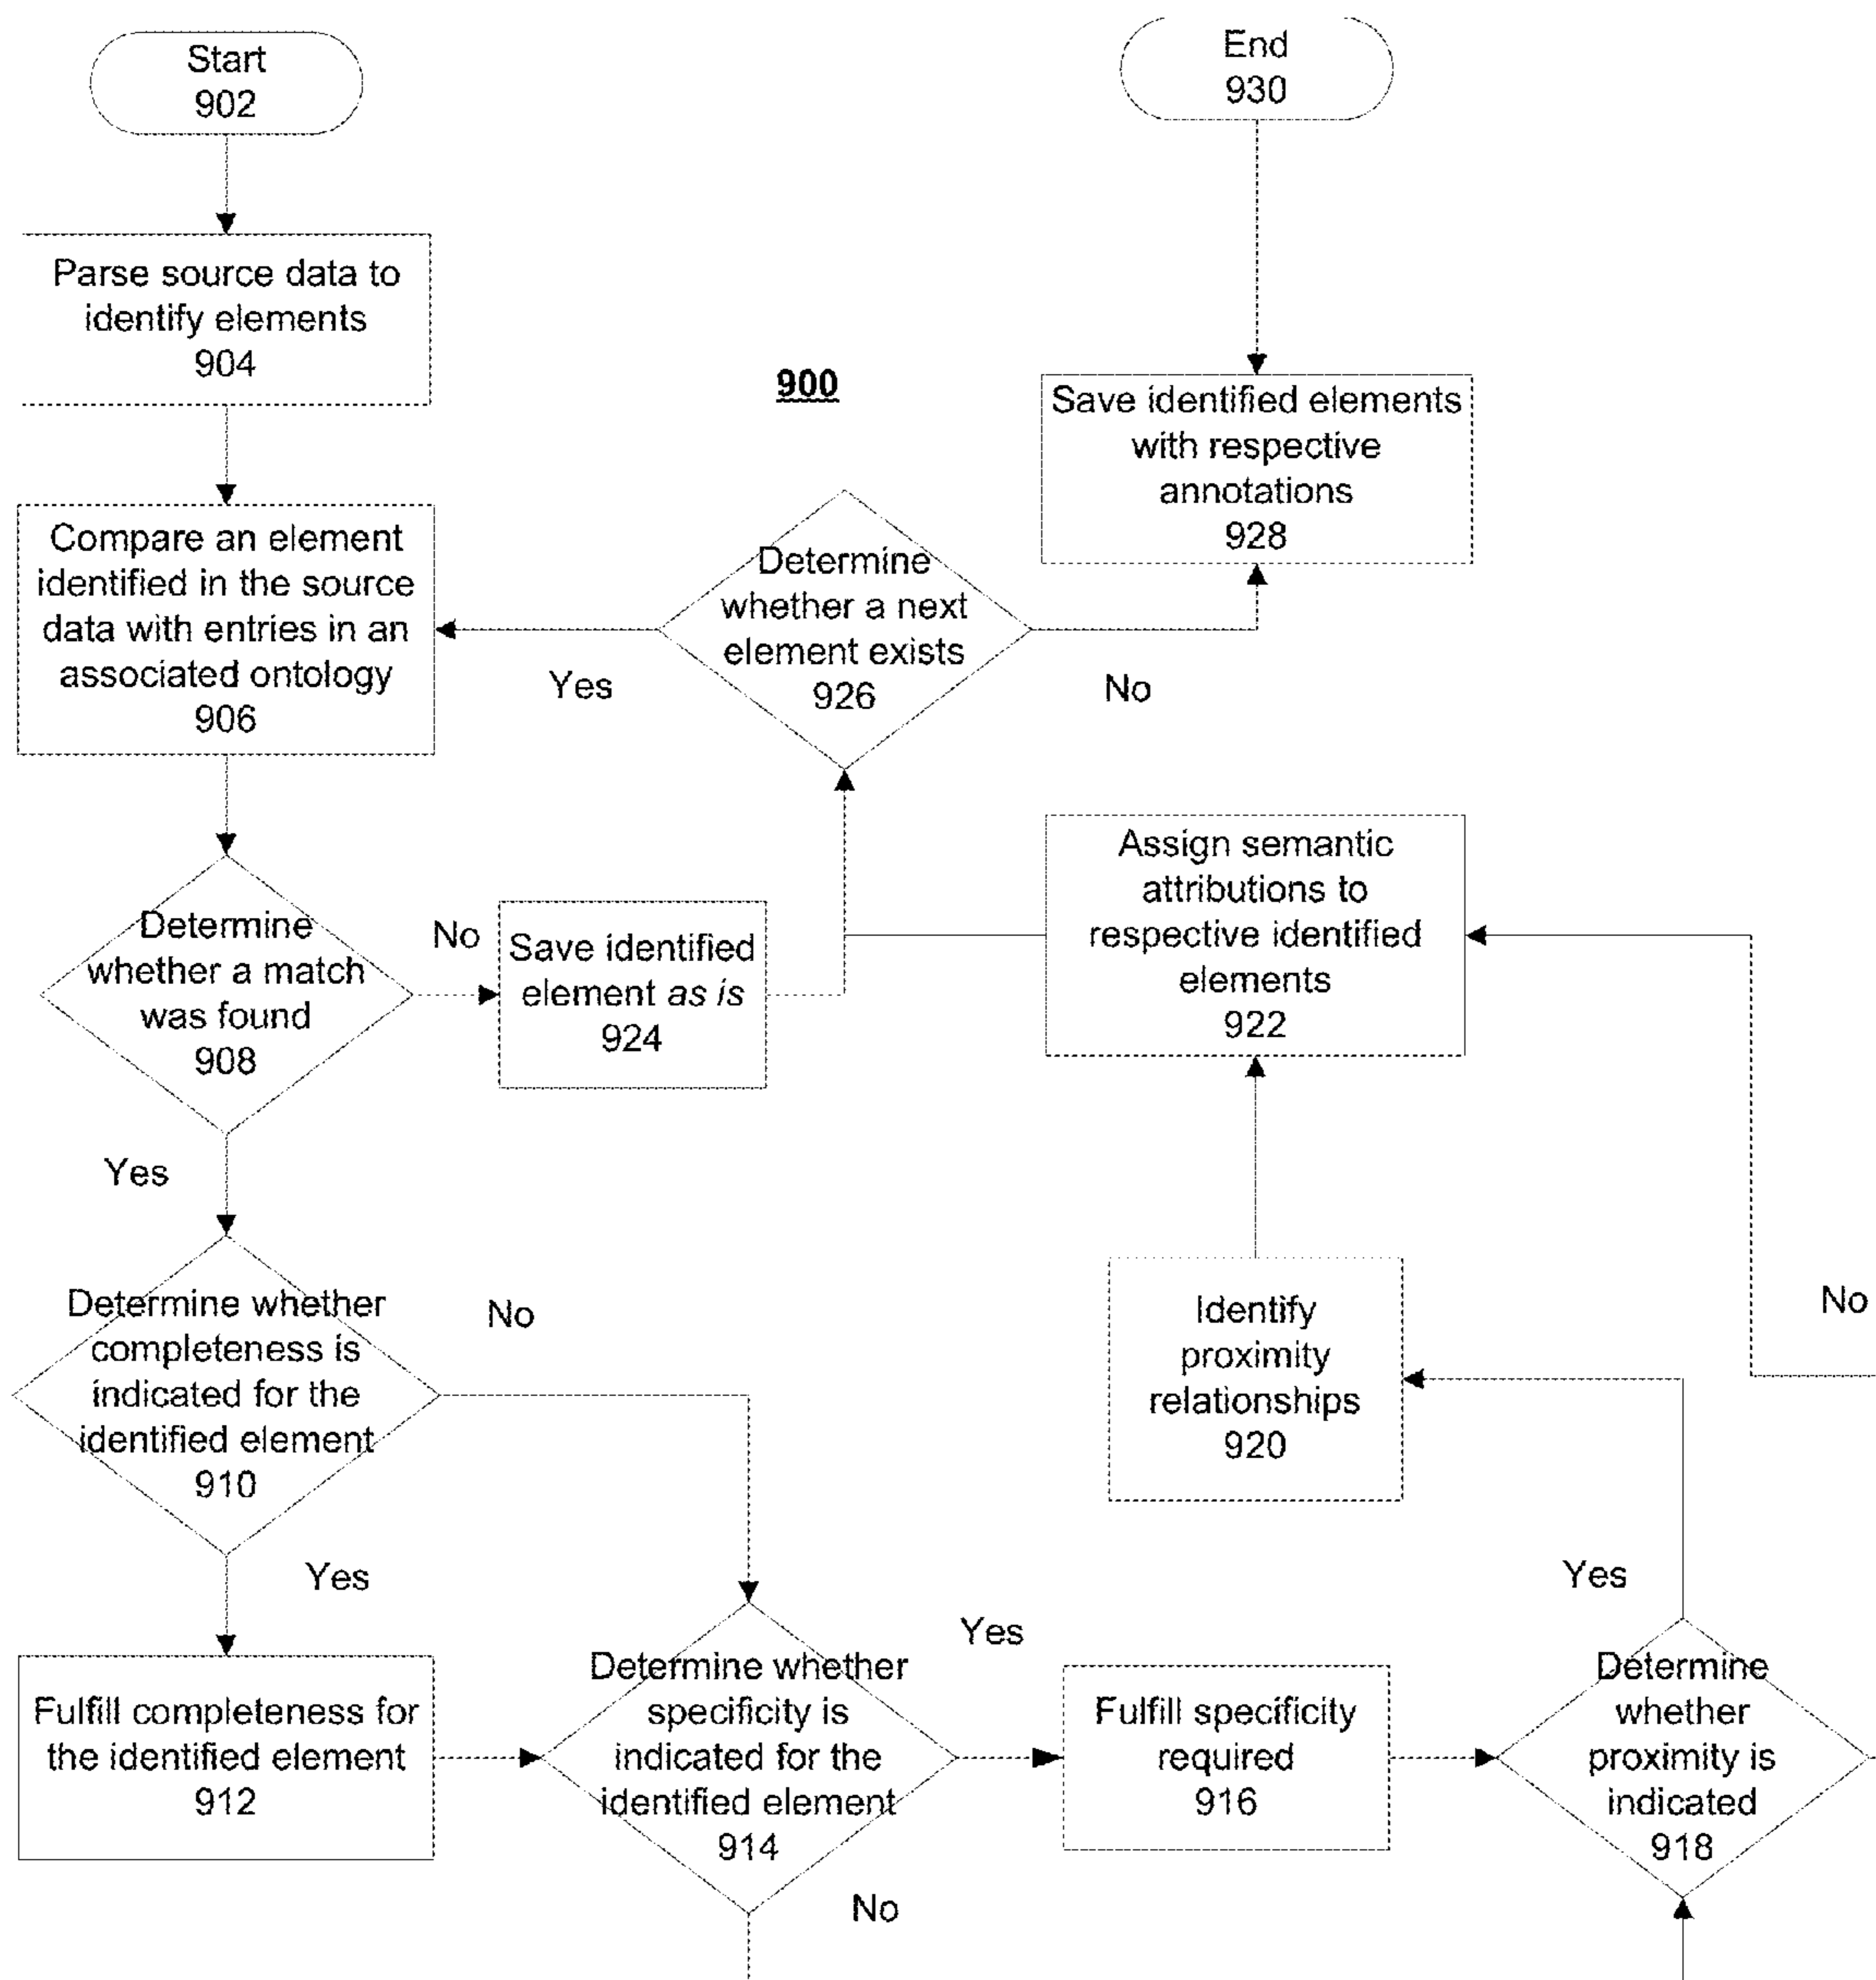 Start
902
Parse source data to
identify elements
904
Compare an element
identified in the source
data with entries in an
associated ontology
906
Determine
whether a match
was found
908
No
Save identified
element as is
924
Yes
Determine whether
completeness is
indicated for the
identified element
910
No
Yes
Fulfill completeness for
the identified element
912
Determine whether
specificity is
indicated for the
identified element
914
Yes
No
Fulfill specificity
required
916
Determine
whether
proximity is
indicated
918
Yes
No
Identify
proximity
relationships
920
Assign semantic
attributions to
respective identified
elements
922
Determine
whether a next
element exists
926
Yes
No
Save identified elements
with respective
annotations
928
End
930
900